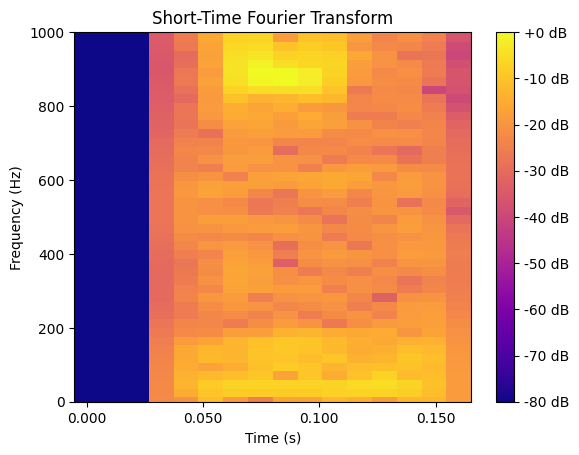 Short-Time Fourier Transform
1000
800
600
400
200
0
Frequency (Hz)
0.000
0.050
0.100
0.150
Time (s)
+0 dB
-10 dB
-20 dB
-30 dB
-40 dB
-50 dB
-60 dB
-70 dB
-80 dB